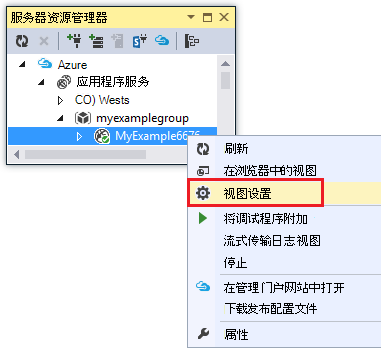 服务器资源管理器
Azure
应用程序服务
CO) Wests
myexamplegroup
MyExample6676
刷新
在浏览器中的视图
视图设置
将调试程序附加
流式传输日志视图
停止
在管理门户网站中打开
下载发布配置文件
属性